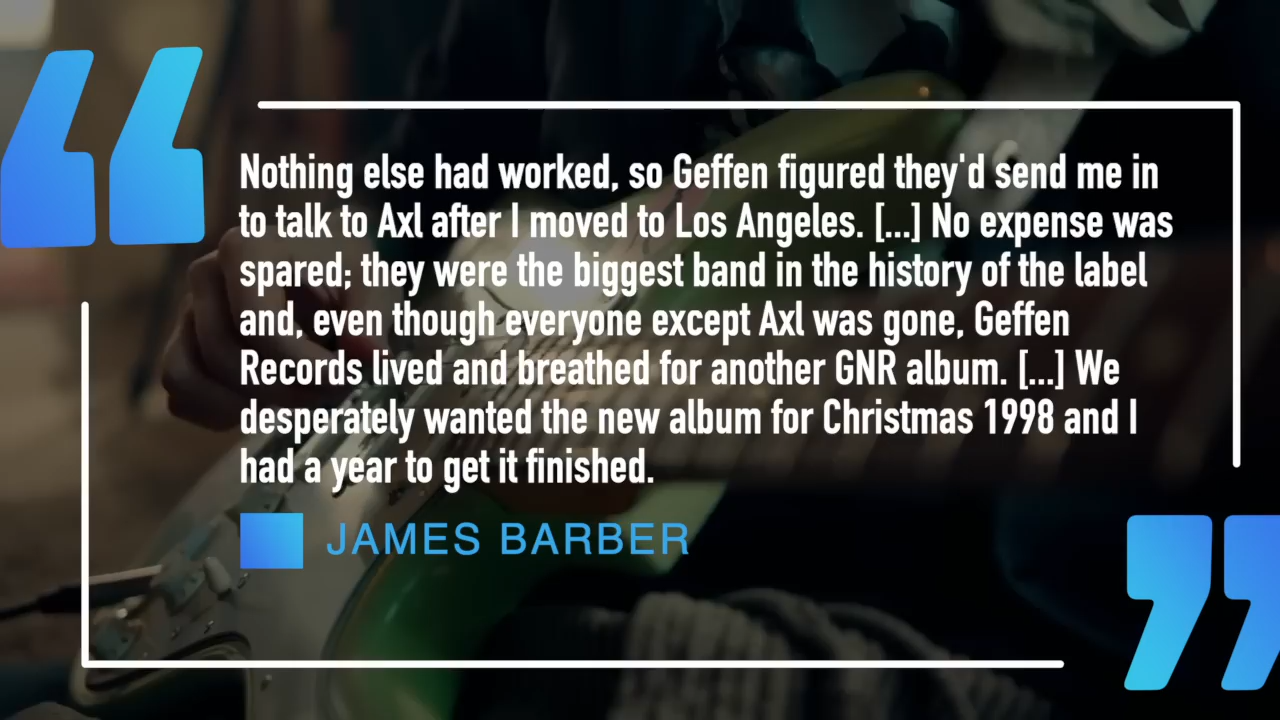 Nothing else had worked, so Geffen figured they'd send me in
to talk to Axl after I moved to Los Angeles. [...] No expense was
spared; they were the biggest band in the history of the label
and, even though everyone except Axl was gone, Geffen
Records lived and breathed for another GNR album. [...] We
desperately wanted the new album for Christmas 1998 and I
had a year to get it finished.
JAMES BARBER